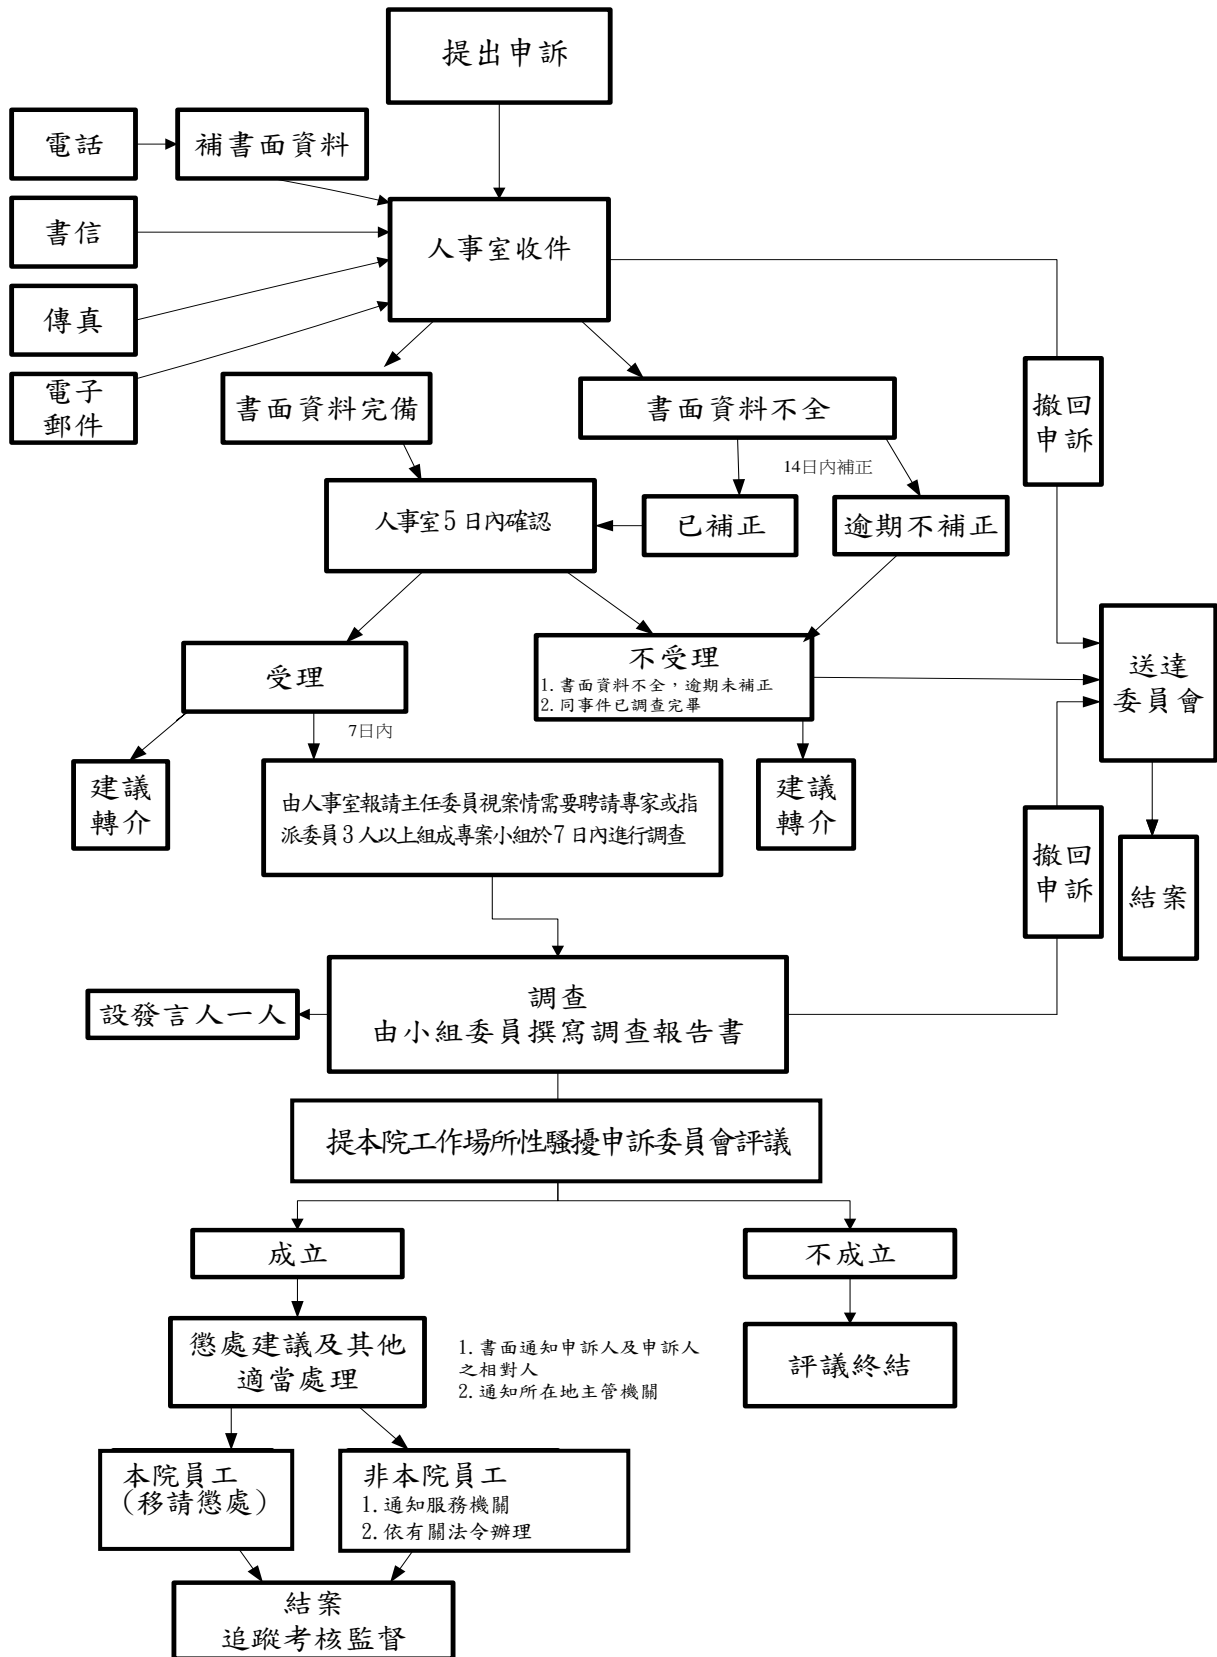 提出申訴
電話
補書面資料
書信
人事室收件
傳真
電子
郵件
書面資料完備
書面資料不全
撤回
申訴
14日內補正
人事室5日內確認
已補正
逾期不補正
受理
不受理
1.書面資料不全，逾期未補正
2.同事件已調查完畢
送達
委員會
7日內
建議
轉介
由人事室報請主任委員視案情需要聘請專家或指
派委員3人以上組成專案小組於7日內進行調查
建議
轉介
撤回
申訴
結案
設發言人一人
調查
由小組委員撰寫調查報告書
提本院工作場所性騷擾申訴委員會評議
成立
不成立
懲處建議及其他
適當處理
1.書面通知申訴人及申訴人
之相對人
2.通知所在地主管機關
評議終結
本院員工
(移請懲處)
非本院員工
1.通知服務機關
2.依有關法令辦理
結案
追蹤考核監督